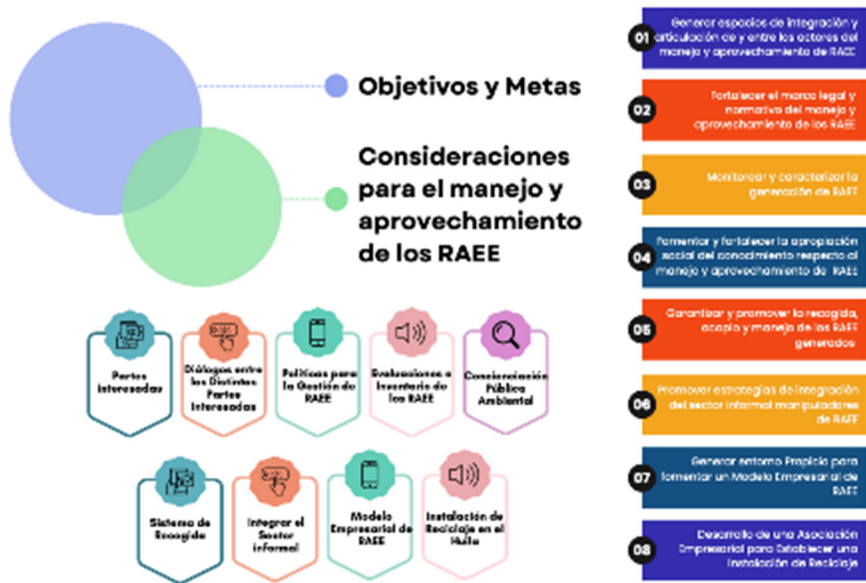 Objetivos y Metas
Consideraciones
para el manejo y
aprovechamiento
de los RAEE
Partes
interesadas
Diálogos entre
los Distintas
Partes
Interesadas
Políticas para
la Gestión de
RAEE
Evaluaciones e
Inventario de
los RAEE
Concienciación
Pública
Ambiental
Sistema de
Recogida
Integrar el
Sector
informal
Modelo
Empresarial de
RAEE
Instalación de
Reciclaje en el
Huila
01
Generar espacios de integración y
articulación de y entre los actores del
manejo y aprovechamiento de RAEE
02
Fortalecer el marco legal y
normativo del manejo y
aprovechamiento de los RAEE
03
Monitorear y caracterizar la
generación de RAEE
04
Fomentar y fortalecer la apropiación
social del conocimiento respecto al
manejo y aprovechamiento de RAEE
05
Garantizar y promover la recogida,
acopio y manejo de los RAEE
generados
06
Promover estrategias de integración
del sector informal manipuladores
de RAEE
07
Generar entorno Propicio para
fomentar un Modelo Empresarial de
RAEE
08
Desarrollo de una Asociación
Empresarial para Establecer una
Instalación de Reciclaje